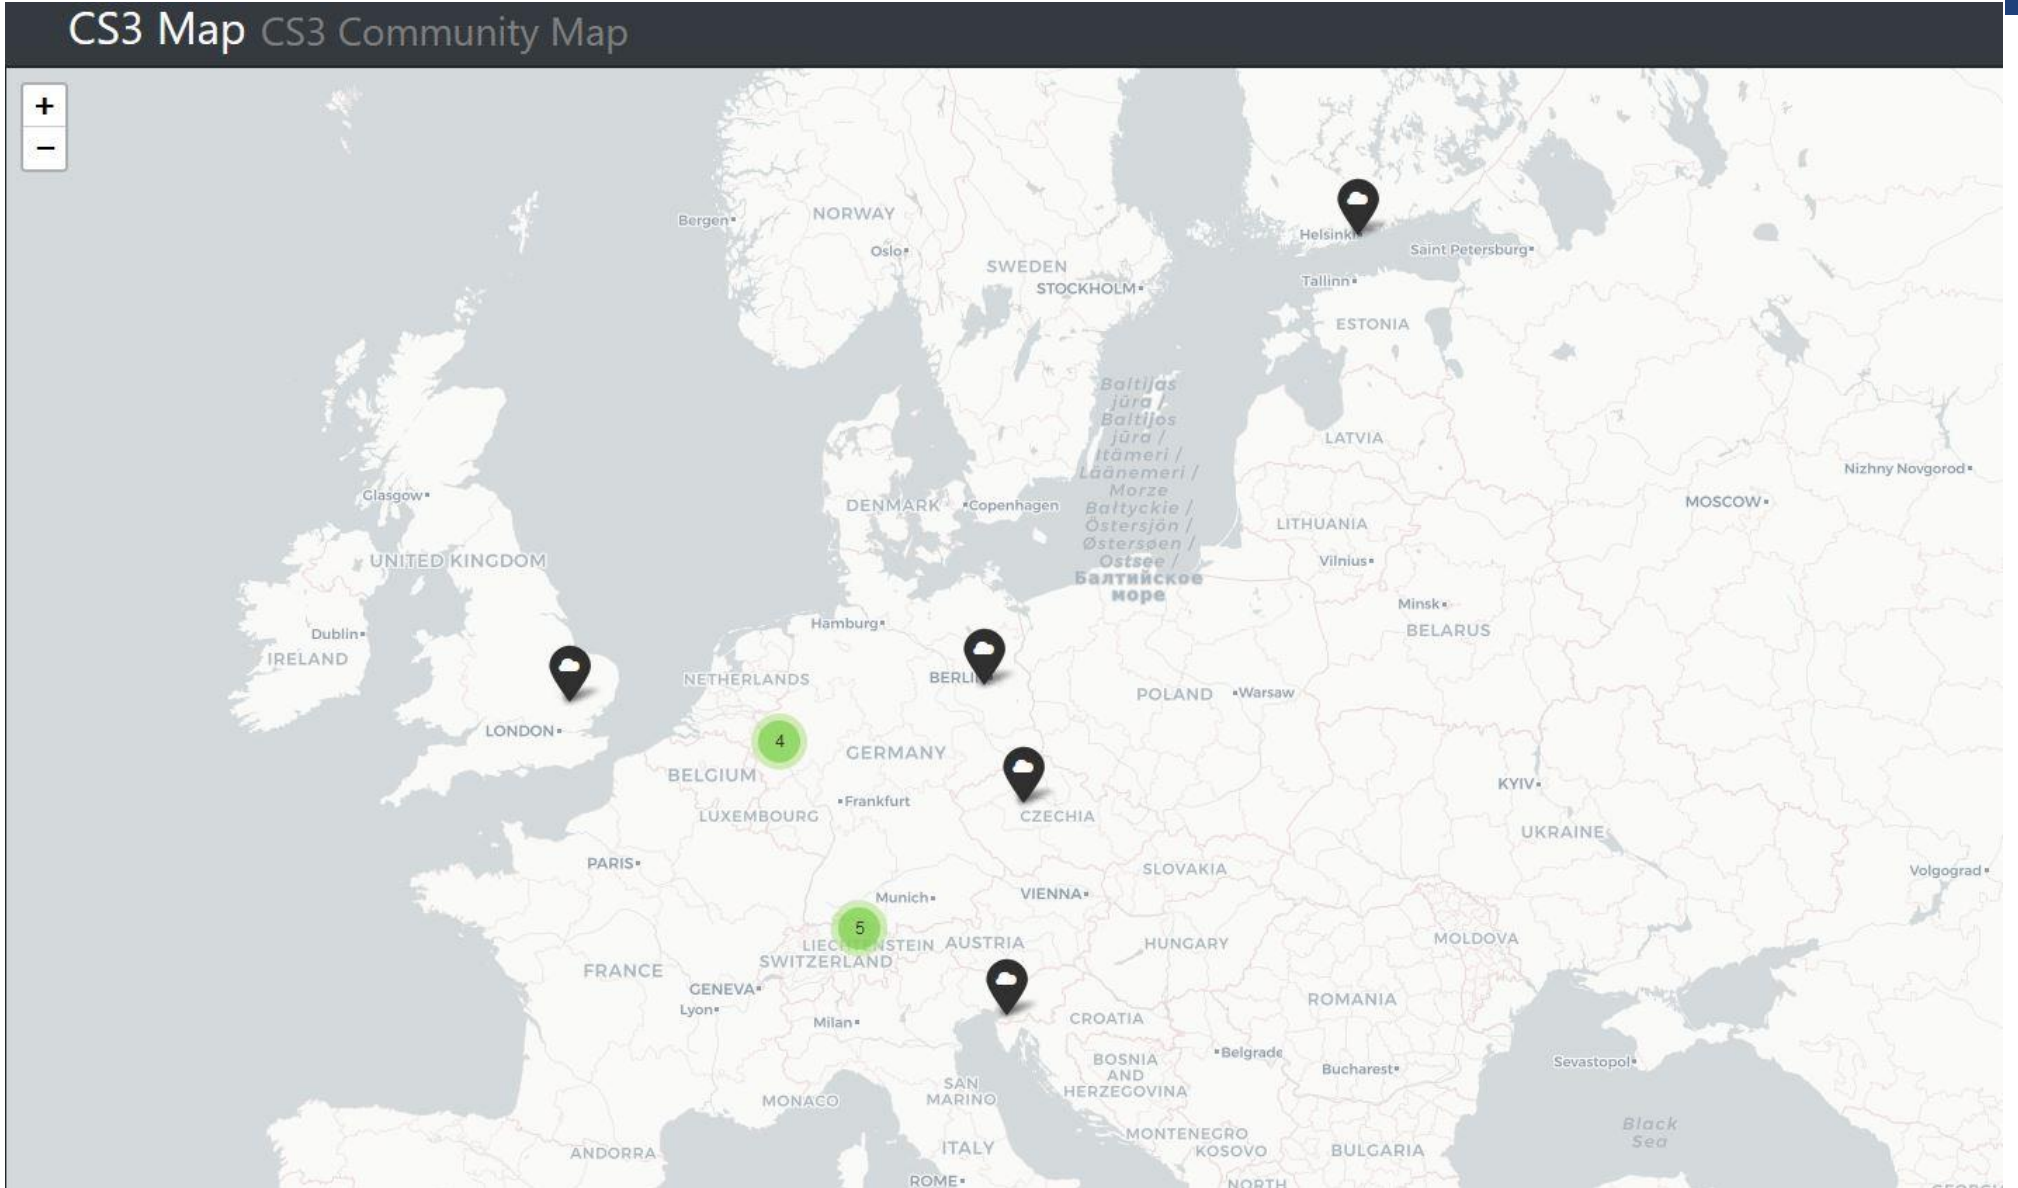 CS3 Map CS3 Community Map
+
−
Bergen
NORWAY
Oslo
SWEDEN
STOCKHOLM
Helsinki
Saint Petersburg
Tallinn
ESTONIA
Baltijas
jūra /
Baltijos
jūra /
Itämeri /
Läänemeri /
Morze
Bałtyckie /
Östersjön /
Østersøen /
Ostsee /
Балтийское
море
LATVIA
Nizhny Novgorod
MOSCOW
Glasgow
DENMARK
Copenhagen
LITHUANIA
UNITED KINGDOM
Vilnius
Minsk
BELARUS
Hamburg
Dublin
IRELAND
NETHERLANDS
BERLIN
POLAND
Warsaw
LONDON
4
GERMANY
BELGIUM
KYIV
Frankfurt
LUXEMBOURG
CZECHIA
UKRAINE
PARIS
SLOVAKIA
Volgograd
Munich
VIENNA
5
LIECHTENSTEIN
AUSTRIA
HUNGARY
MOLDOVA
SWITZERLAND
FRANCE
GENEVA
Lyon
ROMANIA
Milan
CROATIA
Belgrade
BOSNIA
AND
HERZEGOVINA
Bucharest
Sevastopol
SAN
MARINO
MONACO
Black
Sea
MONTENEGRO
KOSOVO
BULGARIA
ANDORRA
ITALY
ROME
NORTH